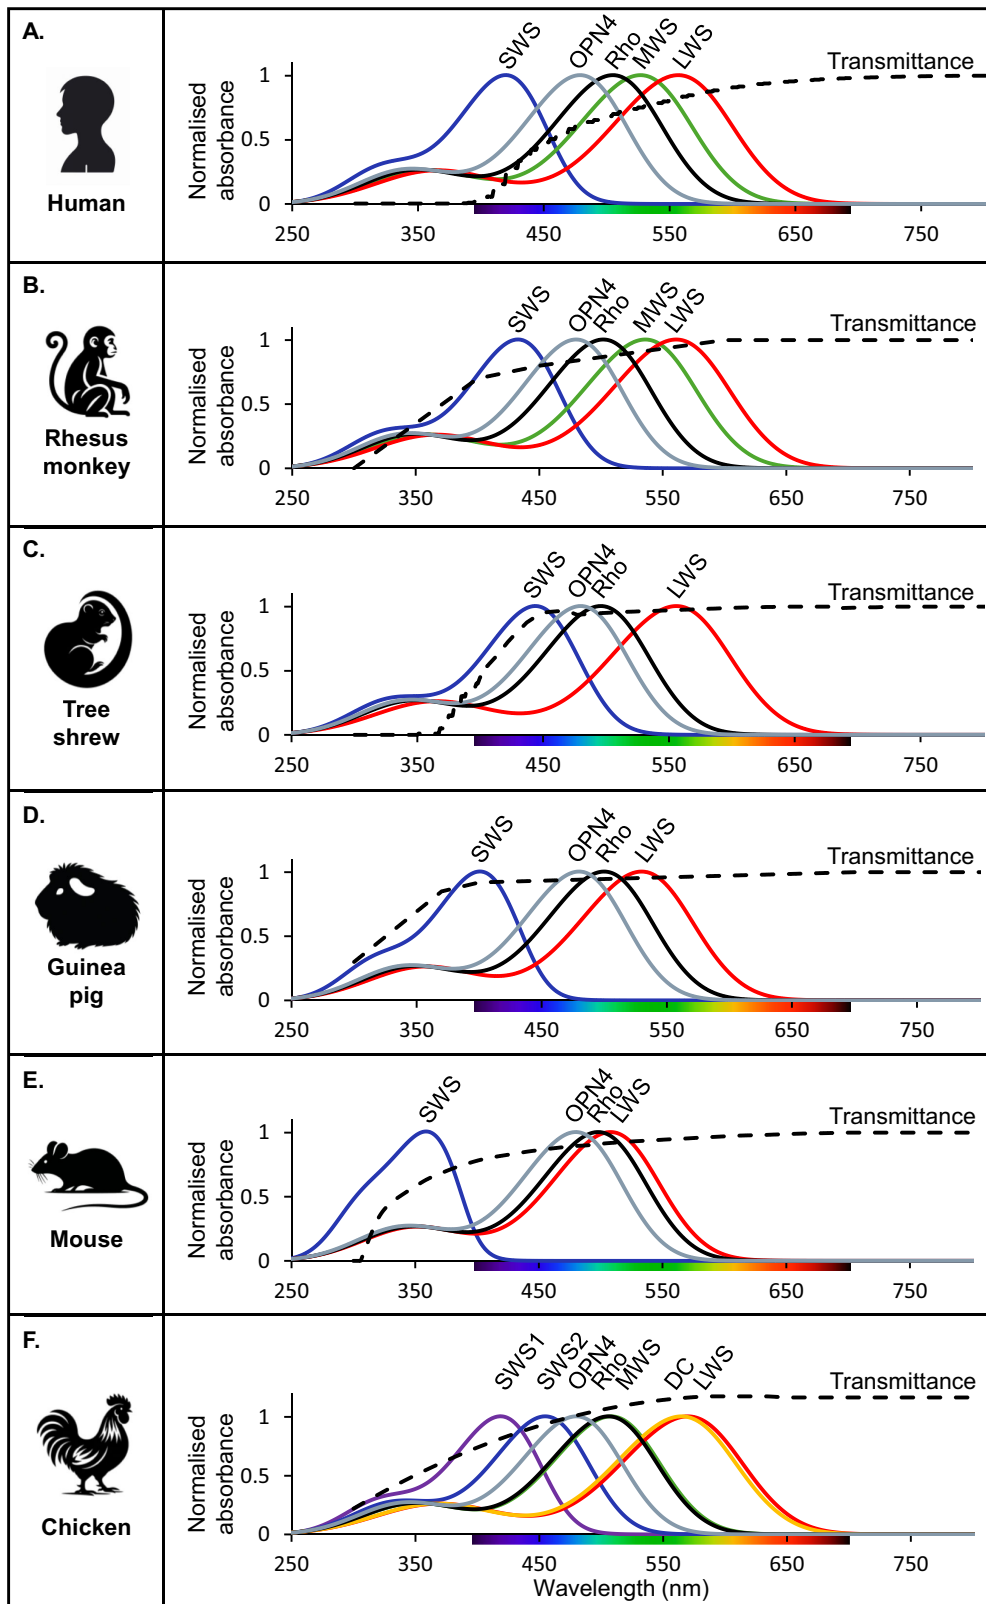 A.
Human
SWS
OPN4
Rho
MWS
LWS
Transmittance
Normalised
absorbance
1
0.5
0
250
350
450
550
650
750
B.
Rhesus
monkey
SWS
OPN4
Rho
MWS
LWS
Transmittance
Normalised
absorbance
1
0.5
0
250
350
450
550
650
750
C.
Tree
shrew
SWS
OPN4
Rho
LWS
Transmittance
Normalised
absorbance
1
0.5
0
250
350
450
550
650
750
D.
Guinea
pig
SWS
OPN4
Rho
LWS
Transmittance
Normalised
absorbance
1
0.5
0
250
350
450
550
650
750
E.
Mouse
SWS
OPN4
Rho
LWS
Transmittance
Normalised
absorbance
1
0.5
0
250
350
450
550
650
750
F.
Chicken
SWS1
SWS2
OPN4
Rho
MWS
DC
LWS
Transmittance
Normalised
absorbance
1
0.5
0
250
350
450
550
650
750
Wavelength (nm)